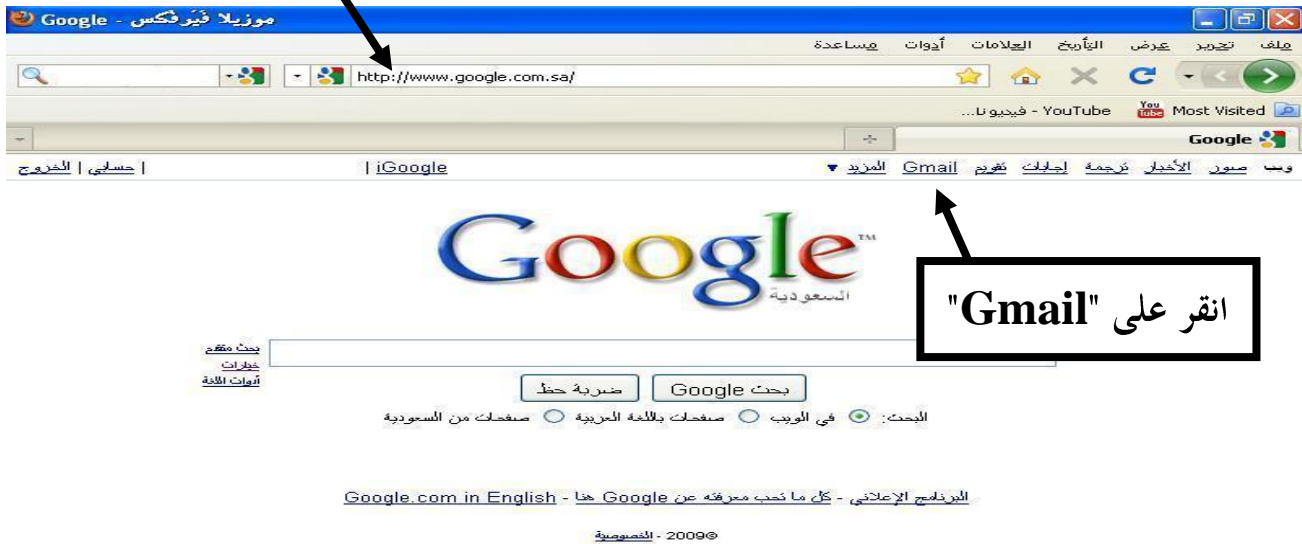 موزيلا فَيَرفُكس - Google
ملف تحرير عرض التأريخ العلامات أدوات مساعدة
http://www.google.com.sa/
Most Visited YouTube - فيديونا...
Google
ويب صور الأخبار ترجمة إجابات تقويم Gmail المزيد ▼ iGoogle | حسابي | الخروج |
Google™
السعودية
انقر على "Gmail"
بحث متقدم
خيارات
أدوات اللغة
بحث Google ضربة حظ
البحث: في الويب صفحات باللغة العربية صفحات من السعودية
البرنامج الإعلاني - كل ما تحب معرفته عن Google هنا - Google.com in English
©2009 - الخصوصية